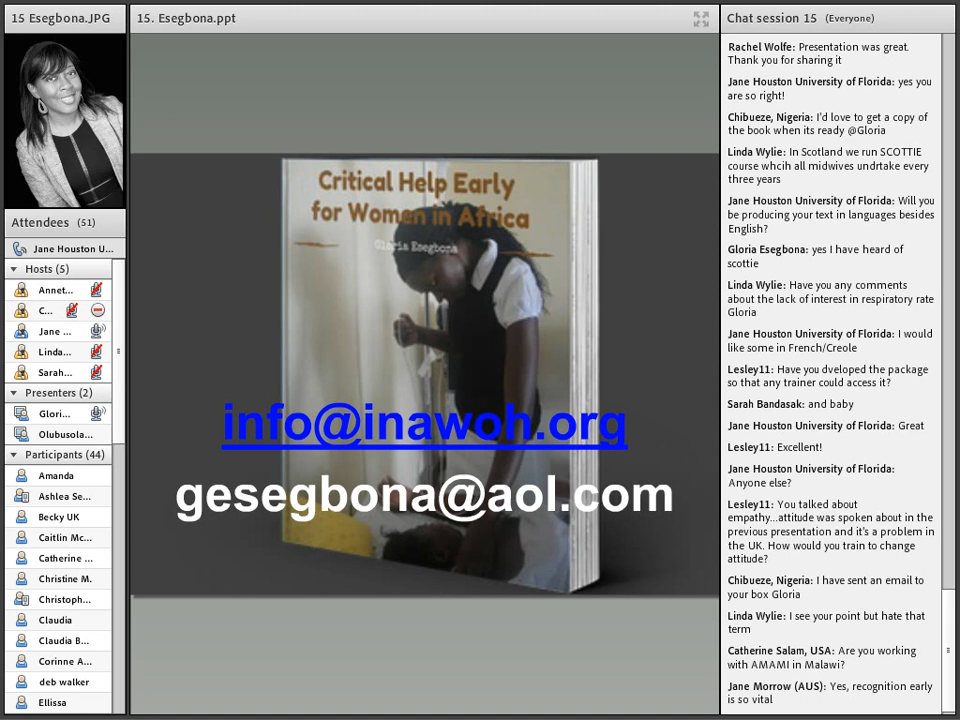 15 Esegbona.JPG
Attendees (51)
Jane Houston U...
Hosts (5)
Annet...
C...
Jane ...
Linda...
Sarah...
Presenters (2)
Glori...
Olubusola...
Participants (44)
Amanda
Ashlea Se...
Becky UK
Caitlin Mc...
Catherine ...
Christine M.
Christoph...
Claudia
Claudia B...
Corinne A...
deb walker
Ellissa
15. Esegbona.ppt
Critical Help Early
for Women in Africa
Gloria Esegbona
info@inawoh.org
gesegbona@aol.com
Chat session 15 (Everyone)
Rachel Wolfe: Presentation was great.
Thank you for sharing it
Jane Houston University of Florida: yes you
are so right!
Chibueze, Nigeria: I'd love to get a copy of
the book when its ready @Gloria
Linda Wylie: In Scotland we run SCOTTIE
course whcih all midwives undrtake every
three years
Jane Houston University of Florida: Will you
be producing your text in languages besides
English?
Gloria Esegbona: yes I have heard of
scottie
Linda Wylie: Have you any comments
about the lack of interest in respiratory rate
Gloria
Jane Houston University of Florida: I would
like some in French/Creole
Lesley11: Have you dveloped the package
so that any trainer could access it?
Sarah Bandasak: and baby
Jane Houston University of Florida: Great
Lesley11: Excellent!
Jane Houston University of Florida:
Anyone else?
Lesley11: You talked about
empathy...attitude was spoken about in the
previous presentation and it's a problem in
the UK. How would you train to change
attitude?
Chibueze, Nigeria: I have sent an email to
your box Gloria
Linda Wylie: I see your point but hate that
term
Catherine Salam, USA: Are you working
with AMAMI in Malawi?
Jane Morrow (AUS): Yes, recognition early
is so vital